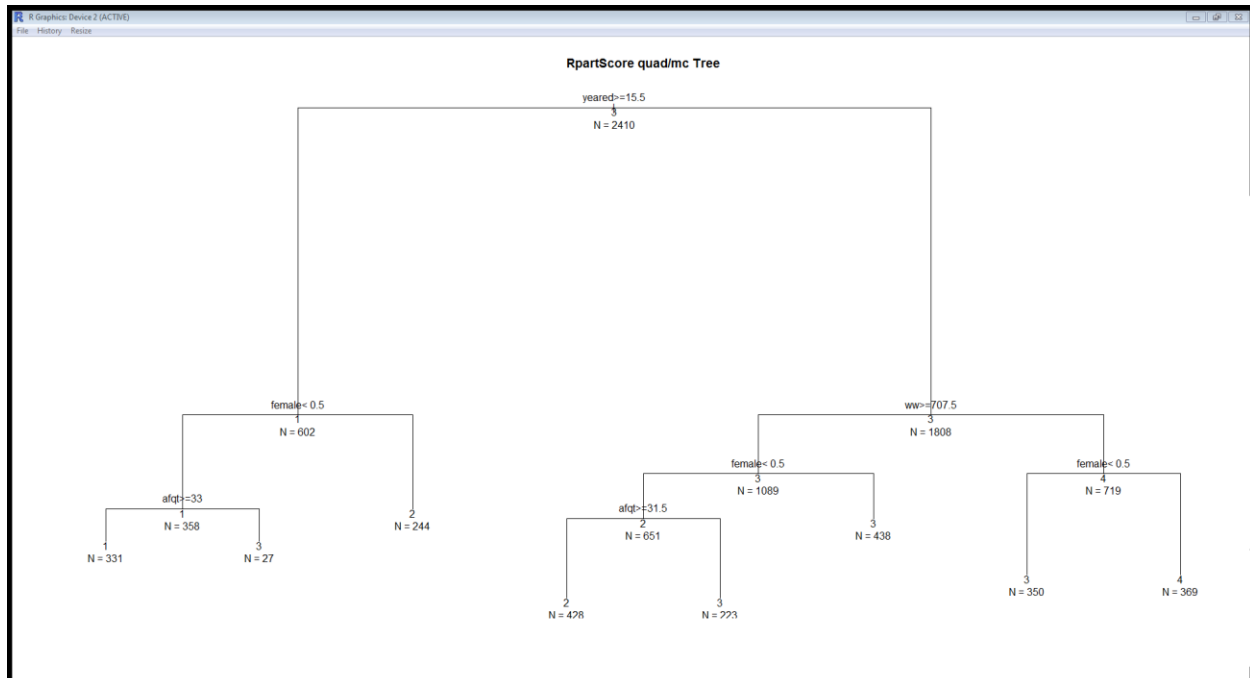 R Graphics: Device 2 (ACTIVE)
File History Resize
RpartScore quad/mc Tree
yeared>=15.5
3
N = 2410
female< 0.5
1
N = 602
ww>=707.5
3
N = 1808
female< 0.5
3
N = 1089
female< 0.5
4
N = 719
afqt>=33
1
N = 358
2
N = 244
afqt>=31.5
2
N = 651
3
N = 438
1
N = 331
3
N = 27
3
N = 350
4
N = 369
2
N = 428
3
N = 223